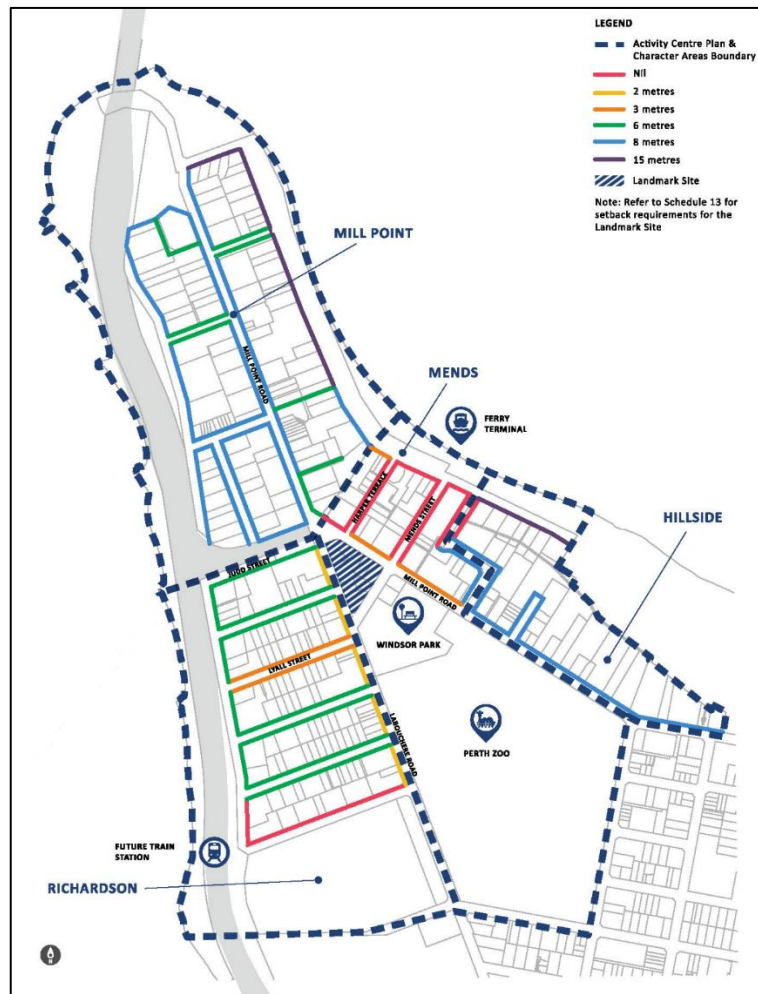 LEGEND
Activity Centre Plan &
Character Areas Boundary
Nil
2 metres
3 metres
6 metres
8 metres
15 metres
Landmark Site
Note: Refer to Schedule 13 for
setback requirements for the
Landmark Site
MILL POINT
MILL POINT ROAD
MENDS
FERRY
TERMINAL
HARPER TERRACE
MENDS STREET
HILLSIDE
JUDD STREET
MILL POINT ROAD
WINDSOR PARK
LYALL STREET
LABOUCHERE ROAD
PERTH ZOO
FUTURE TRAIN
STATION
RICHARDSON
N